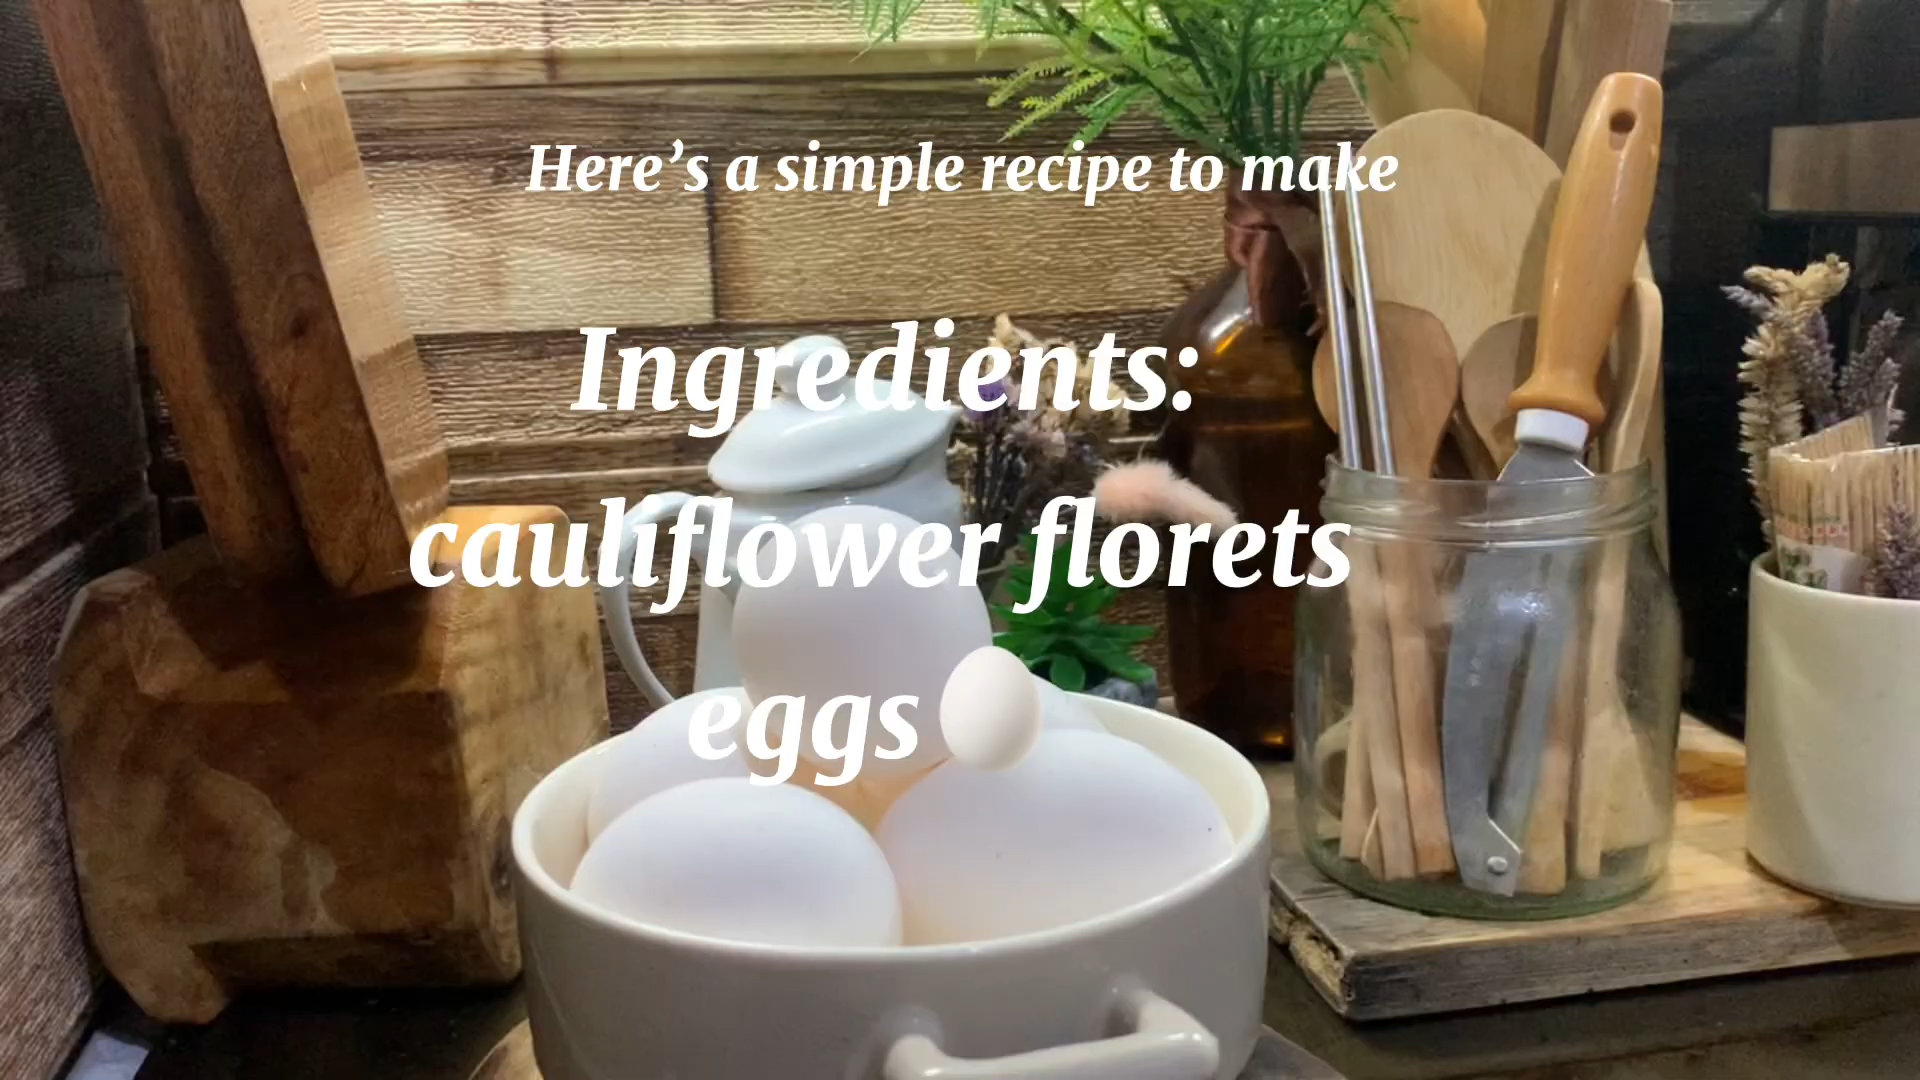 Here’s a simple recipe to make
Ingredients:
cauliflower florets
eggs 🥚